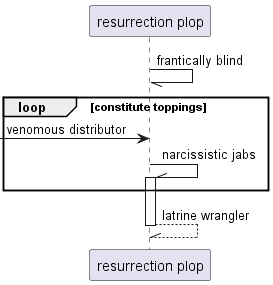 resurrection plop
frantically blind
loop [constitute toppings]
venomous distributor
narcissistic jabs
latrine wrangler
resurrection plop